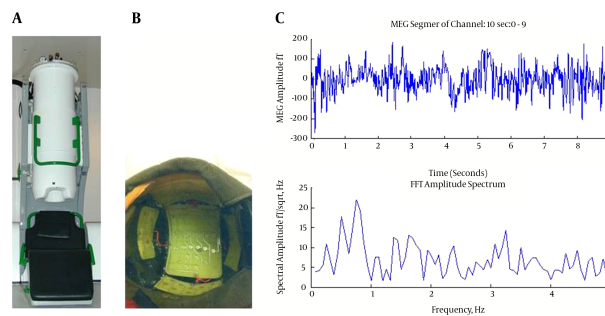 A
B
C
MEG Segmer of Channel: 10 sec:0 - 9
MEG Amplitude fT
200
100
0
-100
-200
-300
0 1 2 3 4 5 6 7 8
Time (Seconds)
FFT Amplitude Spectrum
Spectral Amplitude fT/sqrt, Hz
25
20
15
10
5
0
0 1 2 3 4
Frequency, Hz